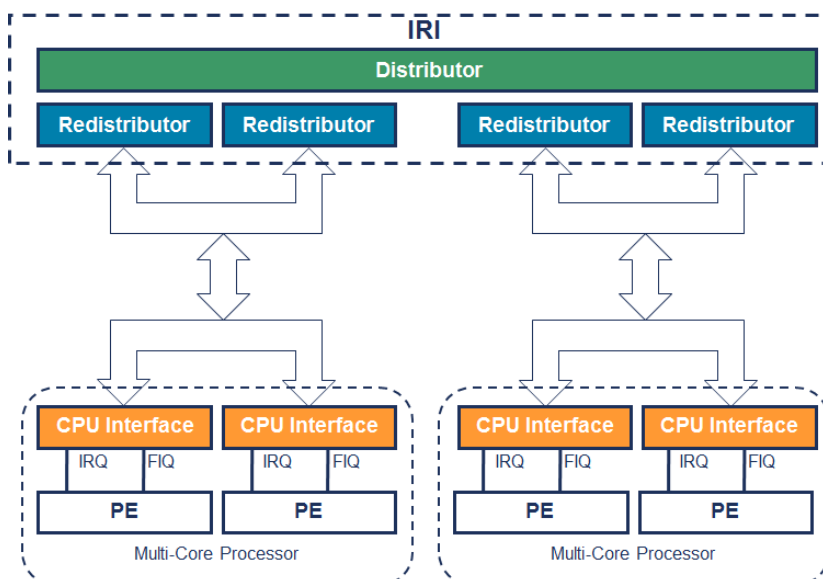 IRI
Distributor
Redistributor Redistributor Redistributor Redistributor
CPU Interface CPU Interface CPU Interface CPU Interface
IRQ FIQ IRQ FIQ IRQ FIQ IRQ FIQ
PE PE PE PE
Multi-Core Processor Multi-Core Processor